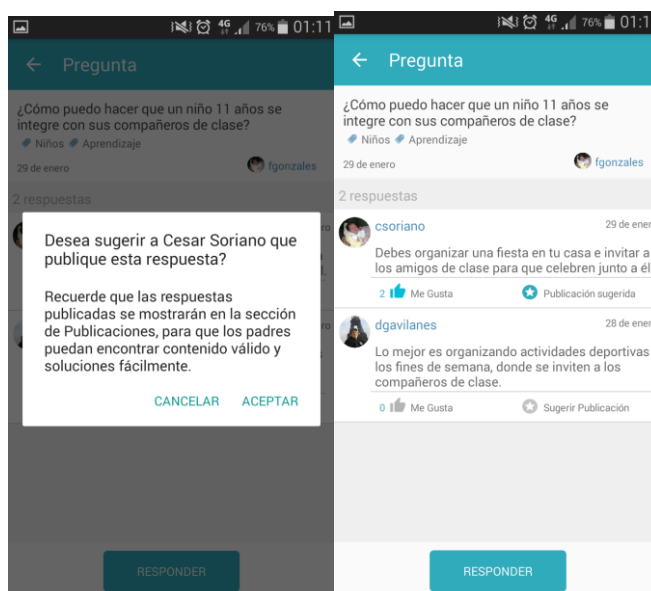 4G 76% 01:11
Pregunta
¿Cómo puedo hacer que un niño 11 años se
integre con sus compañeros de clase?
Niños Aprendizaje
29 de enero fgonzales
2 respuestas
Desea sugerir a Cesar Soriano que
publique esta respuesta?
Recuerde que las respuestas
publicadas se mostrarán en la sección
de Publicaciones, para que los padres
puedan encontrar contenido válido y
soluciones fácilmente.
CANCELAR ACEPTAR
RESPONDER
4G 76% 01:1
Pregunta
¿Cómo puedo hacer que un niño 11 años se
integre con sus compañeros de clase?
Niños Aprendizaje
29 de enero fgonzales
2 respuestas
csoriano 29 de ener
Debes organizar una fiesta en tu casa e invitar a
los amigos de clase para que celebren junto a él
2 Me Gusta Publicación sugerida
dgavilanes 28 de ener
Lo mejor es organizando actividades deportivas
los fines de semana, donde se inviten a los
compañeros de clase.
0 Me Gusta Sugerir Publicación
RESPONDER